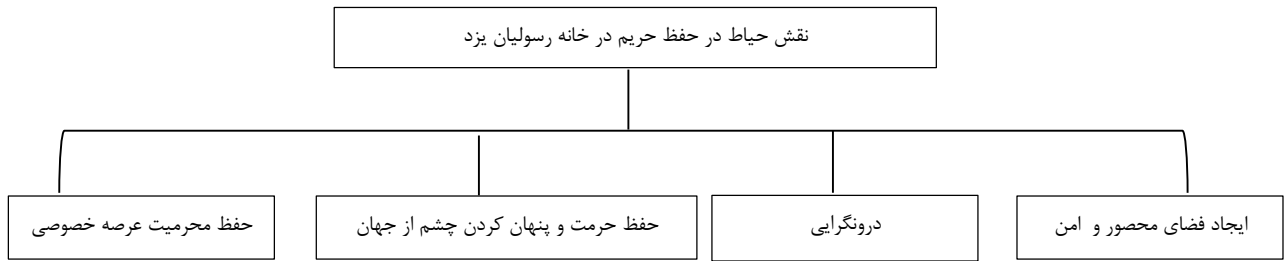 نقش حیاط در حفظ حریم در خانه رسولیان یزد
ایجاد فضای محصور و امن
درونگرایی
حفظ حرمت و پنهان کردن چشم از جهان
حفظ محرمیت عرصه خصوصی